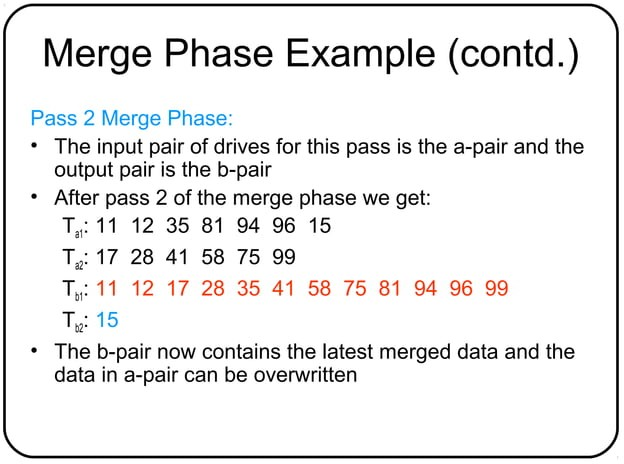 Merge Phase Example (contd.)
Pass 2 Merge Phase:
• The input pair of drives for this pass is the a-pair and the
output pair is the b-pair
• After pass 2 of the merge phase we get:
Ta1: 11 12 35 81 94 96 15
Ta2: 17 28 41 58 75 99
Tb1: 11 12 17 28 35 41 58 75 81 94 96 99
Tb2: 15
• The b-pair now contains the latest merged data and the
data in a-pair can be overwritten